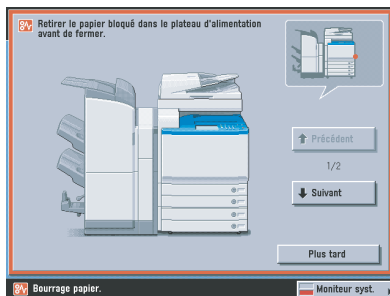 Retirer le papier bloqué dans le plateau d'alimentation
avant de fermer.
Précédent
1/2
Suivant
Plus tard
Bourrage papier.
Moniteur syst.